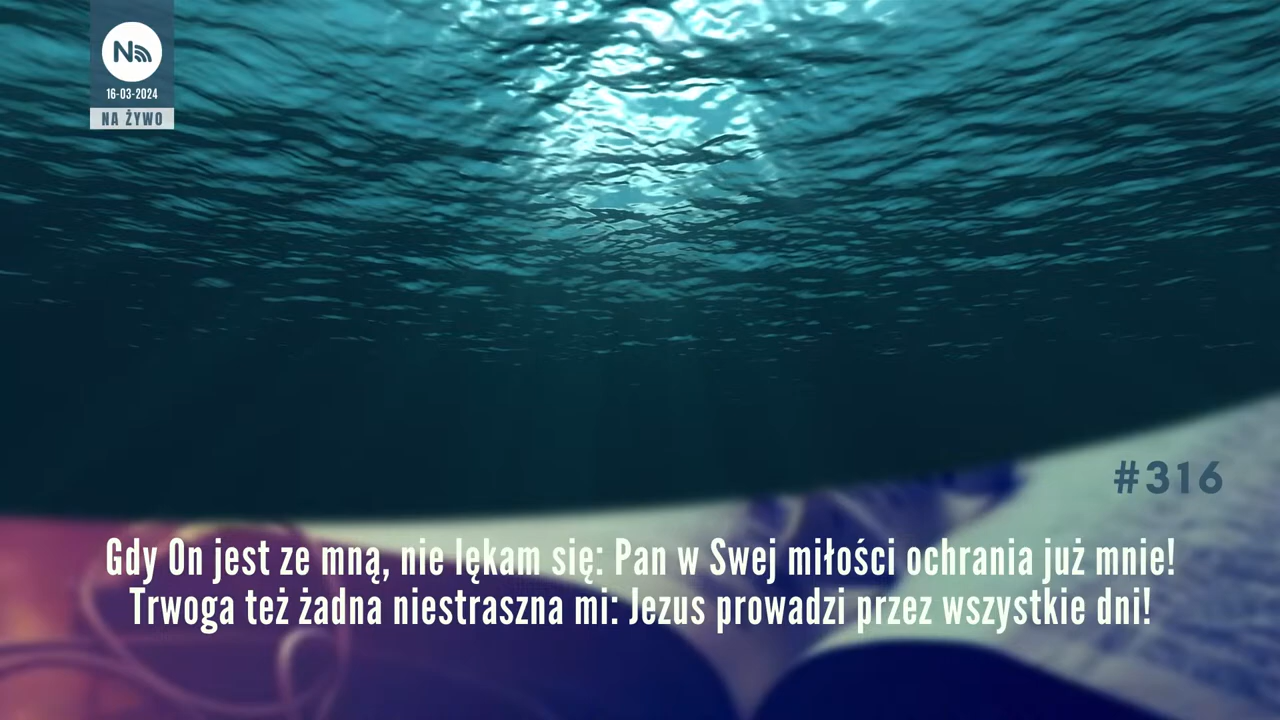 N
16-03-2024
NA ŻYWO
#316
Gdy On jest ze mną, nie lękam się: Pan w Swej miłości ochrania już mnie!
Trwoga też żadna niestraszna mi: Jezus prowadzi przez wszystkie dni!